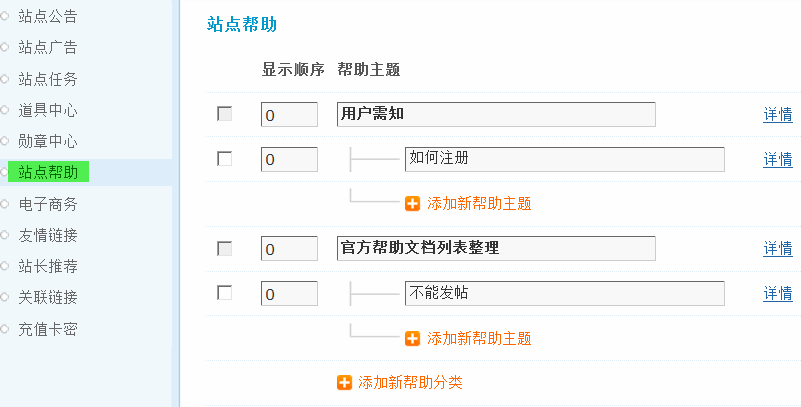 站点公告
站点广告
站点任务
道具中心
勋章中心
站点帮助
电子商务
友情链接
站长推荐
关联链接
充值卡密
站点帮助
显示顺序 帮助主题
0 用户需知 详情
0 如何注册 详情
添加新帮助主题
0 官方帮助文档列表整理 详情
0 不能发帖 详情
添加新帮助主题
添加新帮助分类